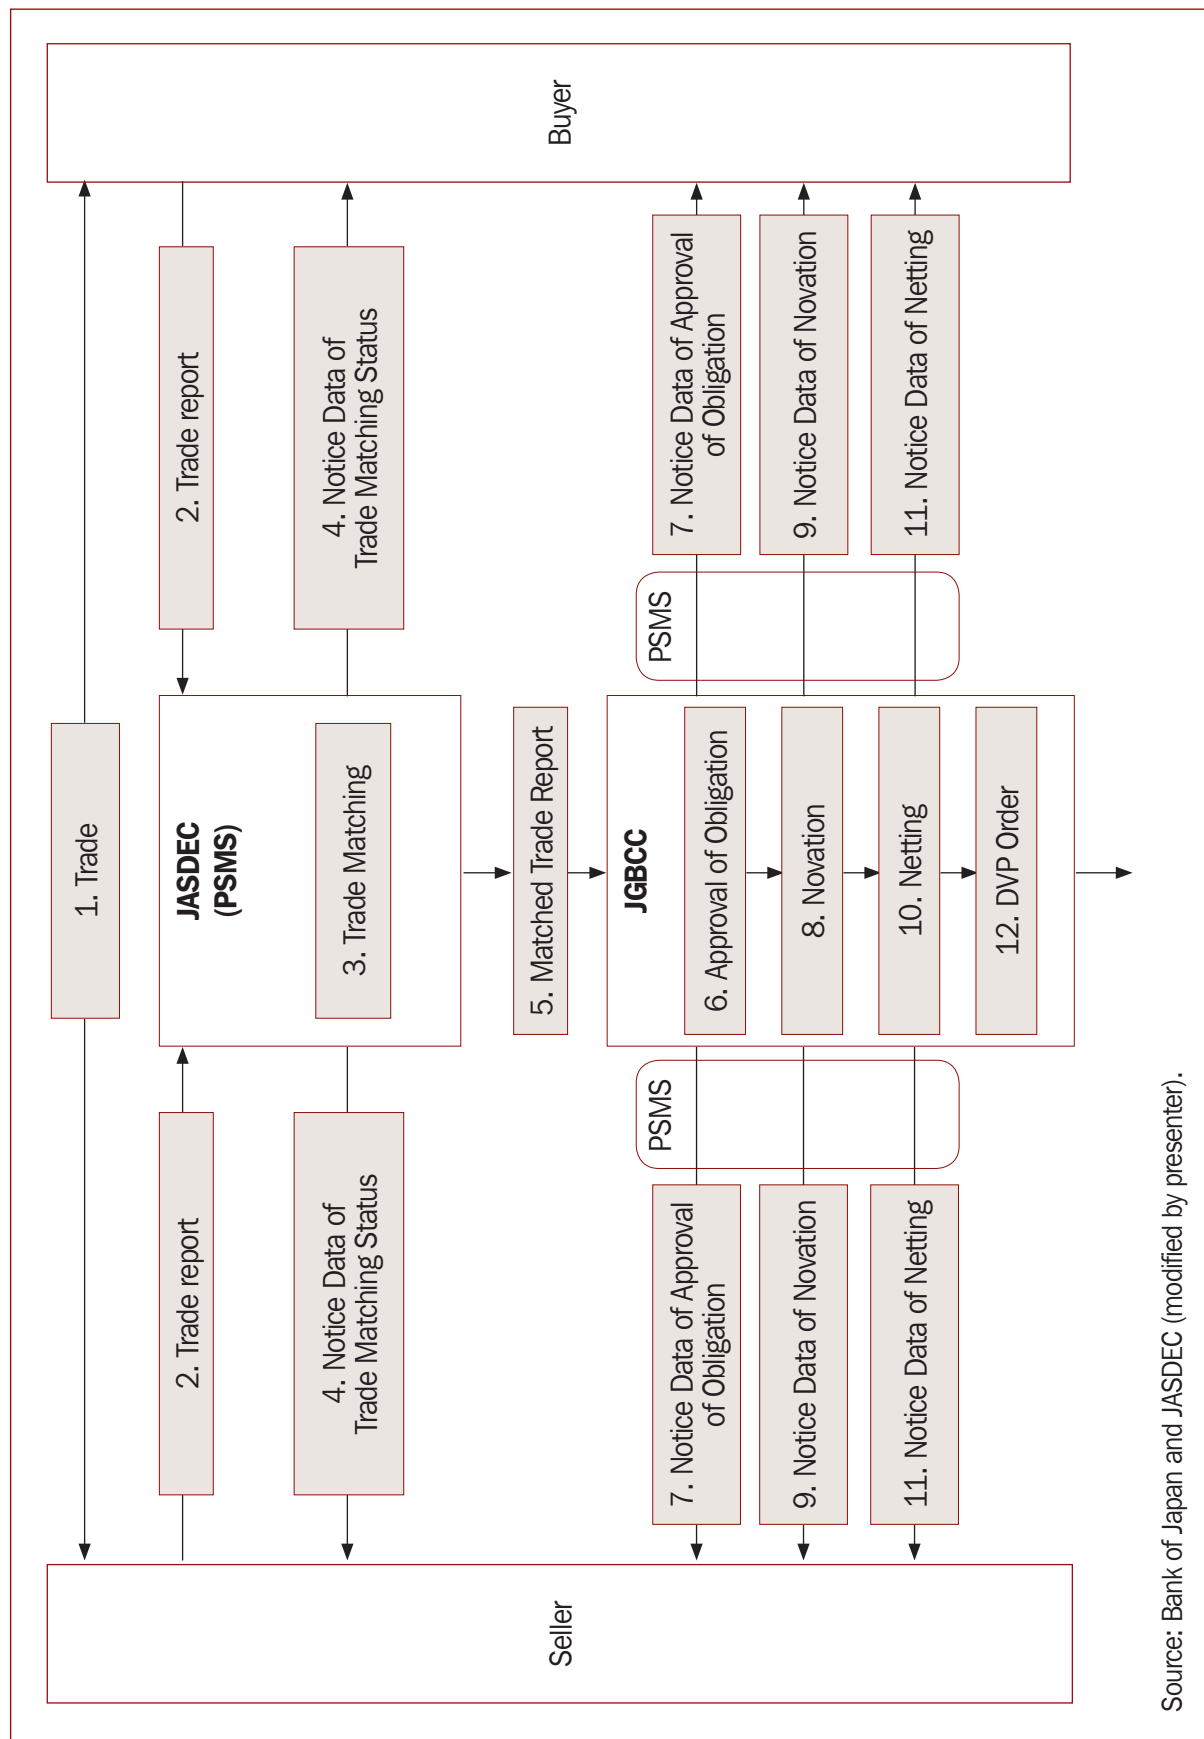 Seller
Buyer
1. Trade
2. Trade report
JASDEC
(PSMS)
2. Trade report
3. Trade Matching
4. Notice Data of
Trade Matching Status
4. Notice Data of
Trade Matching Status
5. Matched Trade Report
JGBCC
PSMS
PSMS
6. Approval of Obligation
7. Notice Data of Approval
of Obligation
7. Notice Data of Approval
of Obligation
8. Novation
9. Notice Data of Novation
9. Notice Data of Novation
10. Netting
11. Notice Data of Netting
11. Notice Data of Netting
12. DVP Order
Source: Bank of Japan and JASDEC (modified by presenter).